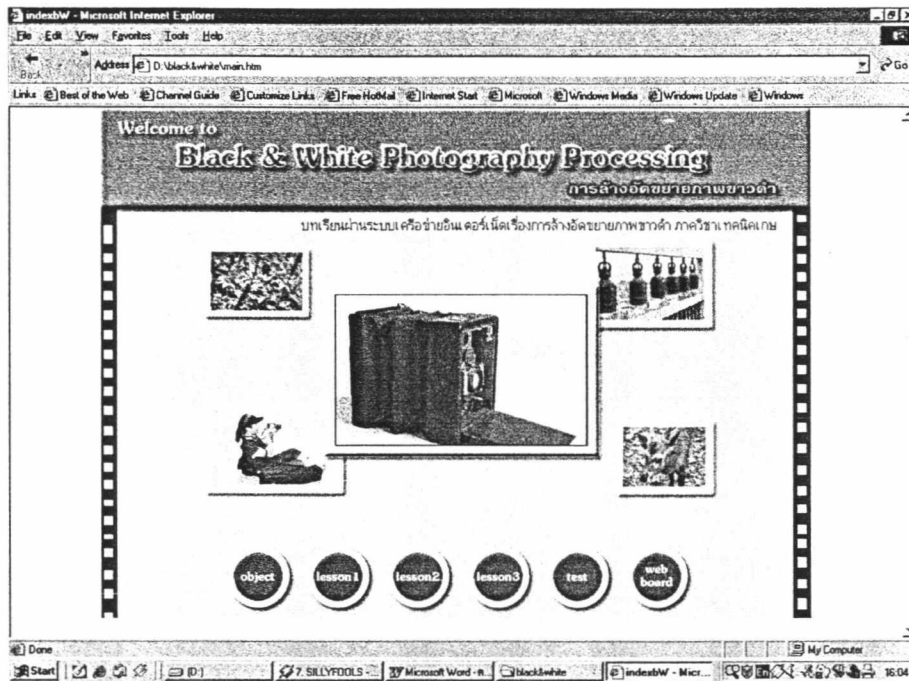 indexbW - Microsoft Internet Explorer
File Edit View Favorites Tools Help
Back
Address D:\black&white\main.htm
Go
Links Best of the Web Channel Guide Customize Links Free HotMail Internet Start Microsoft Windows Media Windows Update Windows
Welcome to
Black & White Photography Processing
การล้างอัดขยายภาพขาวดำ
บทเรียนผ่านระบบเครือข่ายอินเตอร์เน็ตเรื่องการล้างอัดขยายภาพขาวดำ ภาควิชาเทคนิคเภษ
object lesson1 lesson2 lesson3 test web board
Done
My Computer
Start (D:) 7. SILLYFOOLS - Microsoft Word - black&white indexbW - Micr... 16:04